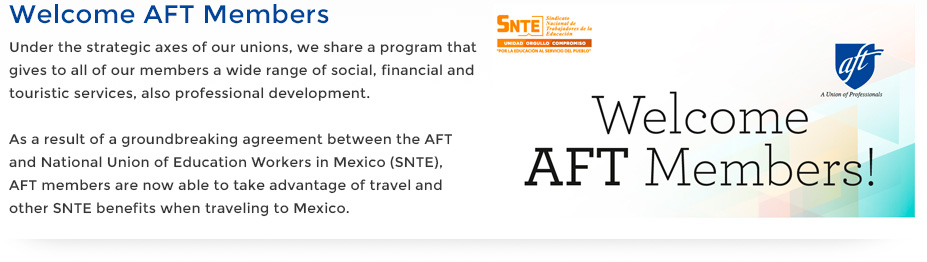 Welcome AFT Members
Under the strategic axes of our unions, we share a program that
gives to all of our members a wide range of social, financial and
touristic services, also professional development.
As a result of a groundbreaking agreement between the AFT
and National Union of Education Workers in Mexico (SNTE),
AFT members are now able to take advantage of travel and
other SNTE benefits when traveling to Mexico.
SNTE
Sindicato
Nacional de
Trabajadores de la
Educación
UNIDAD ORGULLO COMPROMISO
"POR LA EDUCACIÓN AL SERVICIO DEL PUEBLO"
aft
A Union of Professionals
Welcome
AFT Members!